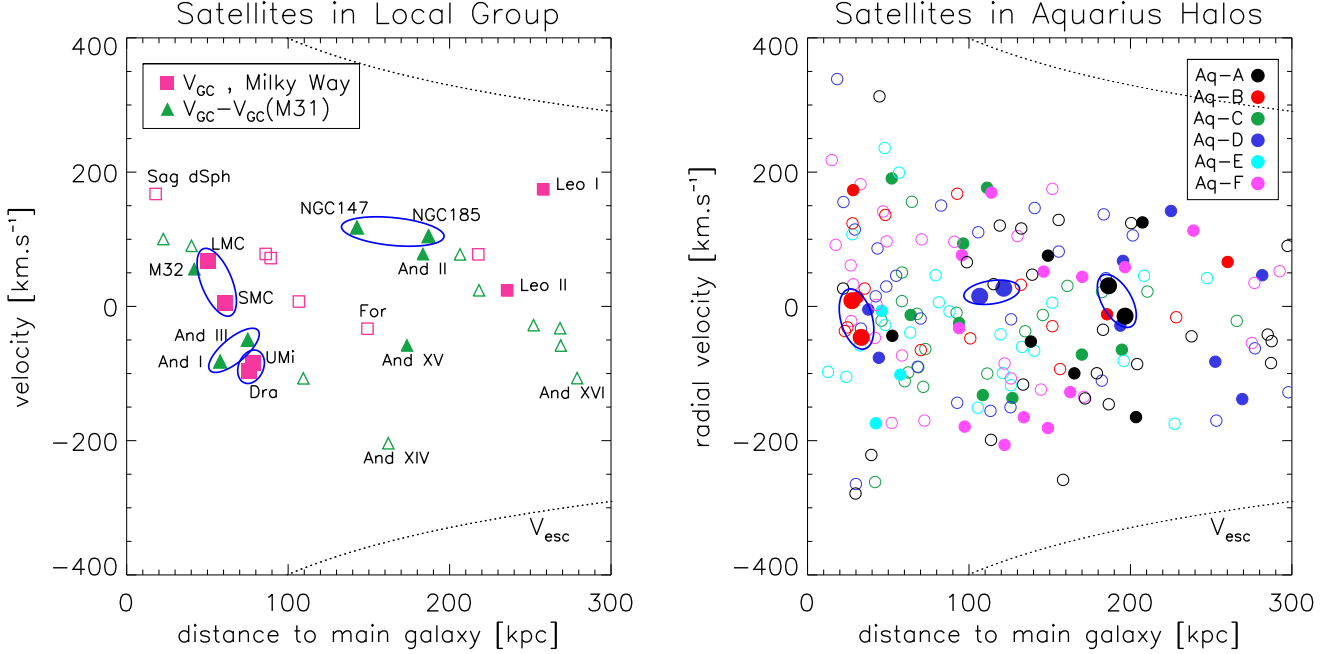 Satellites in Local Group
400
200
0
−200
−400
velocity [km.s⁻¹]
V_GC , Milky Way
V_GC−V_GC(M31)
Sag dSph
NGC147
NGC185
Leo I
LMC
M32
And II
SMC
Leo II
For
And III
And I
UMi
And XV
Dra
And XVI
And XIV
V_esc
0 100 200 300
distance to main galaxy [kpc]
Satellites in Aquarius Halos
400
200
0
−200
−400
radial velocity [km.s⁻¹]
Aq−A
Aq−B
Aq−C
Aq−D
Aq−E
Aq−F
V_esc
0 100 200 300
distance to main galaxy [kpc]